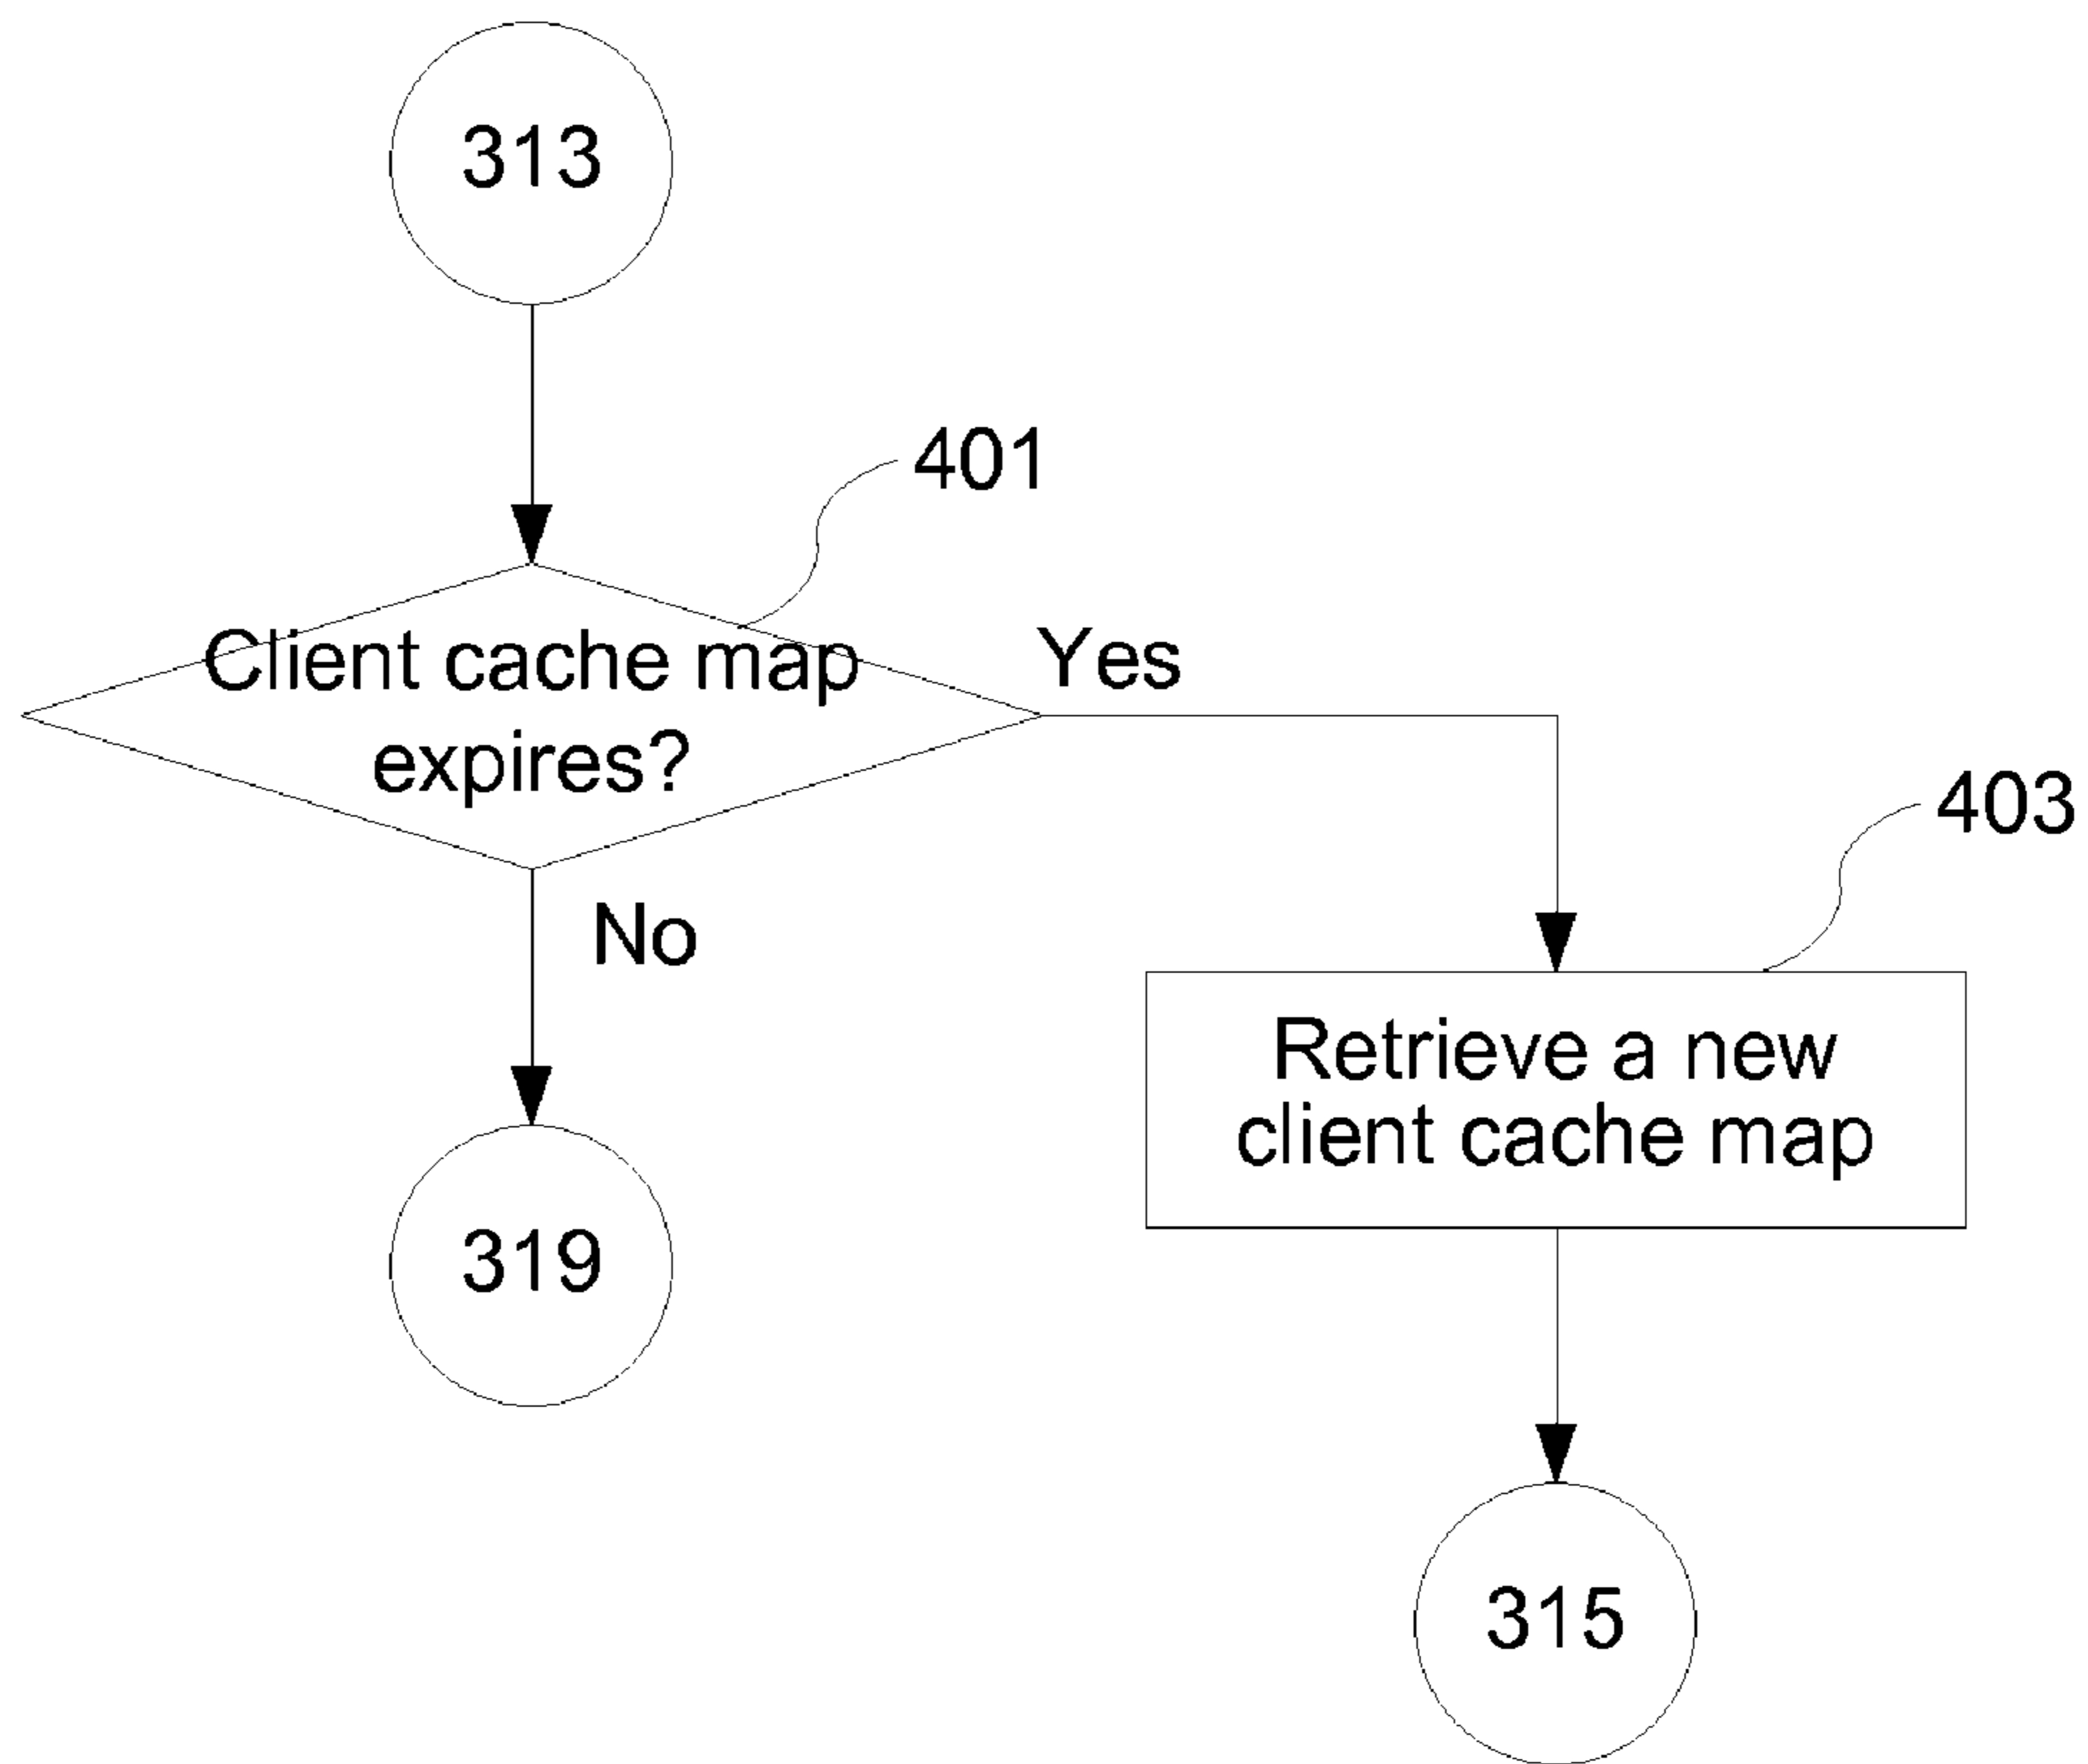 313
401
Client cache map
expires?
Yes
403
No
Retrieve a new
client cache map
319
315